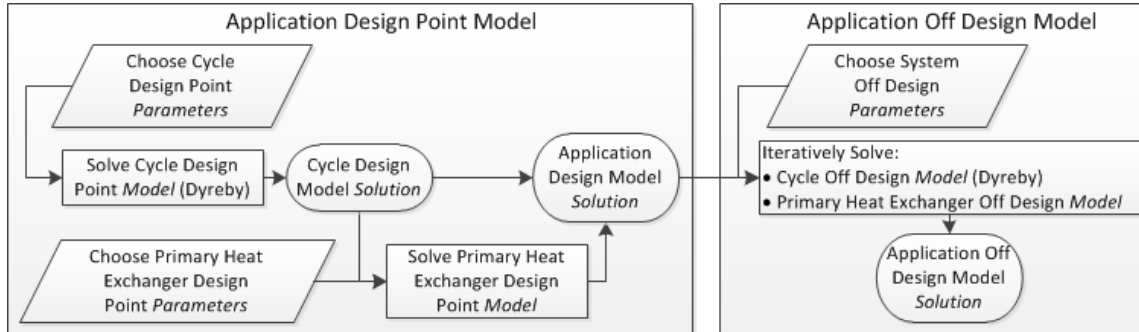 Application Design Point Model
Choose Cycle
Design Point
Parameters
Solve Cycle Design
Point Model (Dyreby)
Cycle Design
Model Solution
Application
Design Model
Solution
Choose Primary Heat
Exchanger Design
Point Parameters
Solve Primary Heat
Exchanger Design
Point Model
Application Off Design Model
Choose System
Off Design
Parameters
Iteratively Solve:
• Cycle Off Design Model (Dyreby)
• Primary Heat Exchanger Off Design Model
Application Off
Design Model
Solution